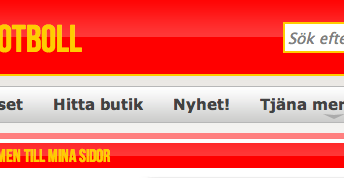 OTBOLL
Sök efte
set Hitta butik Nyhet! Tjäna mer
MEN TILL MINA SIDOR